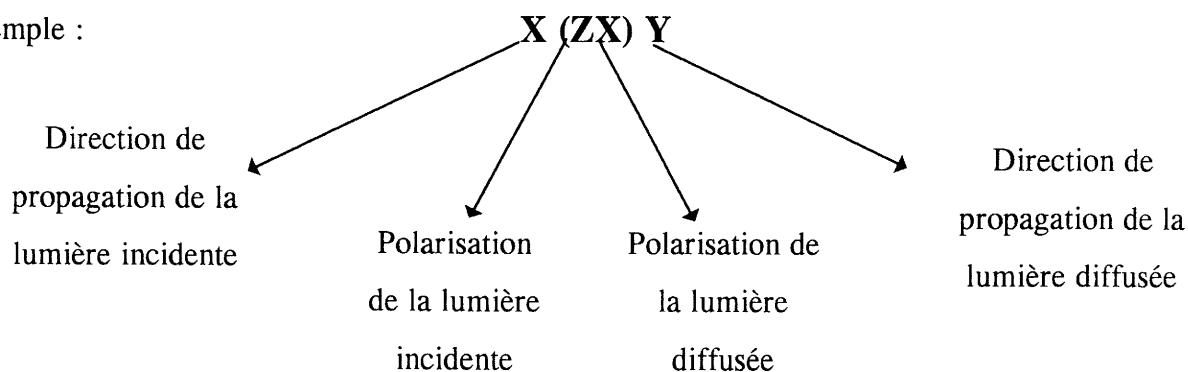 mple :
X (ZX) Y
Direction de
propagation de la
lumière incidente
Polarisation
de la lumière
incidente
Polarisation de
la lumière
diffusée
Direction de
propagation de la
lumière diffusée